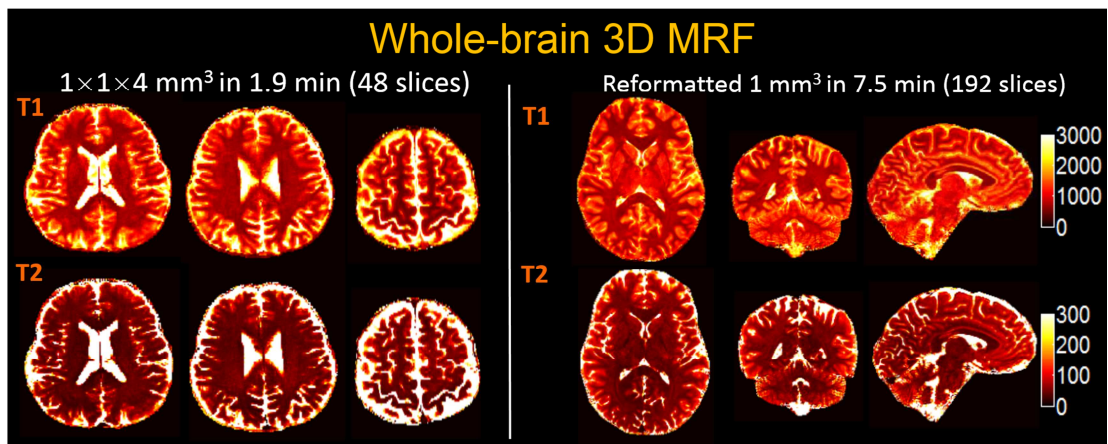 Whole-brain 3D MRF
1×1×4 mm³ in 1.9 min (48 slices)
Reformatted 1 mm³ in 7.5 min (192 slices)
T1
T1
3000
2000
1000
0
T2
T2
300
200
100
0